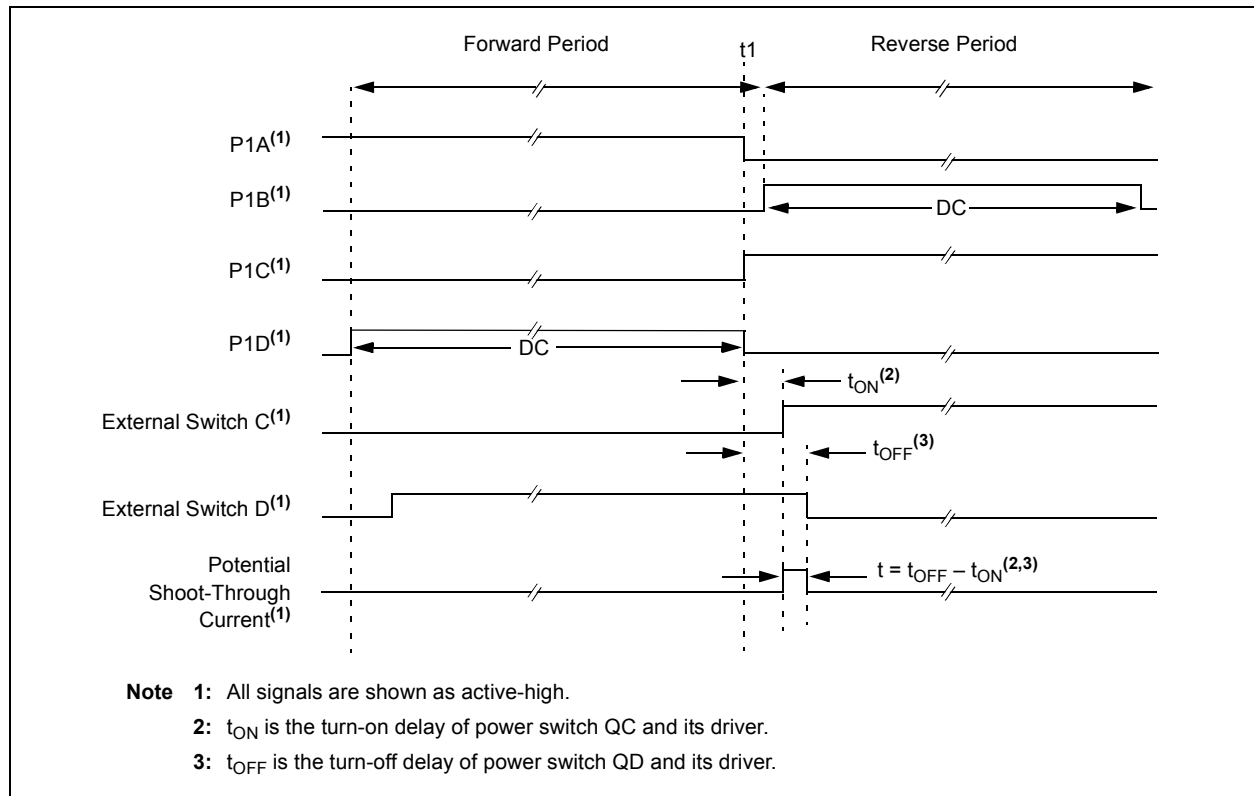 Forward Period
t1
Reverse Period
P1A(1)
P1B(1)
DC
P1C(1)
P1D(1)
DC
tON(2)
External Switch C(1)
tOFF(3)
External Switch D(1)
Potential
Shoot-Through
Current(1)
t = tOFF – tON(2,3)
Note 1: All signals are shown as active-high.
2: tON is the turn-on delay of power switch QC and its driver.
3: tOFF is the turn-off delay of power switch QD and its driver.